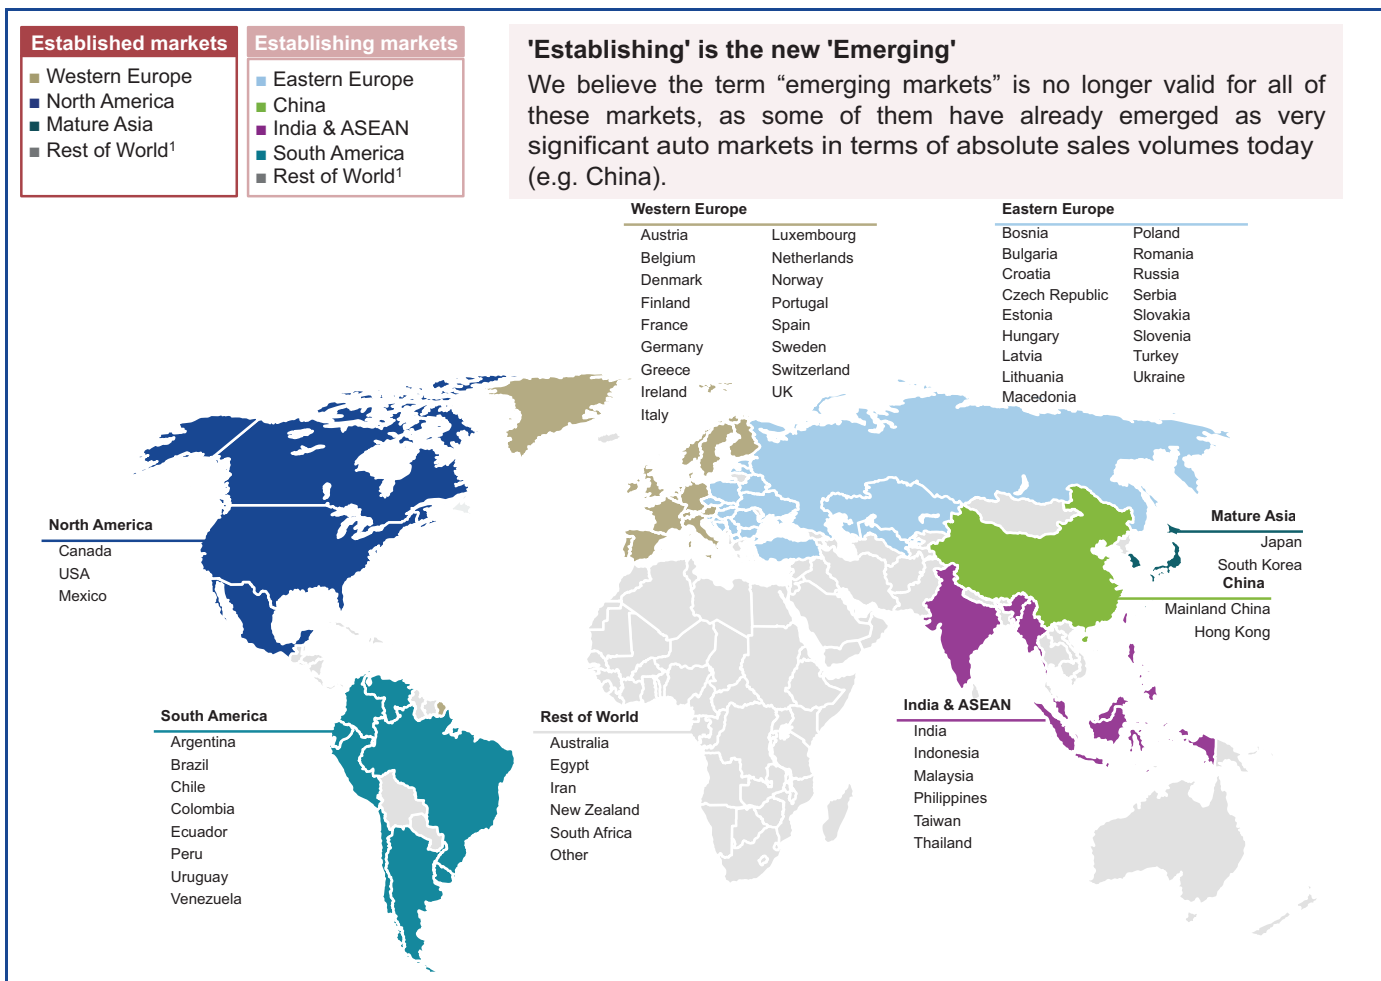 Established markets
Western Europe
North America
Mature Asia
Rest of World1
Establishing markets
Eastern Europe
China
India & ASEAN
South America
Rest of World1
'Establishing' is the new 'Emerging'
We believe the term “emerging markets” is no longer valid for all of
these markets, as some of them have already emerged as very
significant auto markets in terms of absolute sales volumes today
(e.g. China).
Western Europe
Austria
Belgium
Denmark
Finland
France
Germany
Greece
Ireland
Italy
Luxembourg
Netherlands
Norway
Portugal
Spain
Sweden
Switzerland
UK
Eastern Europe
Bosnia
Bulgaria
Croatia
Czech Republic
Estonia
Hungary
Latvia
Lithuania
Macedonia
Poland
Romania
Russia
Serbia
Slovakia
Slovenia
Turkey
Ukraine
North America
Canada
USA
Mexico
Mature Asia
Japan
South Korea
China
Mainland China
Hong Kong
South America
Argentina
Brazil
Chile
Colombia
Ecuador
Peru
Uruguay
Venezuela
Rest of World
Australia
Egypt
Iran
New Zealand
South Africa
Other
India & ASEAN
India
Indonesia
Malaysia
Philippines
Taiwan
Thailand